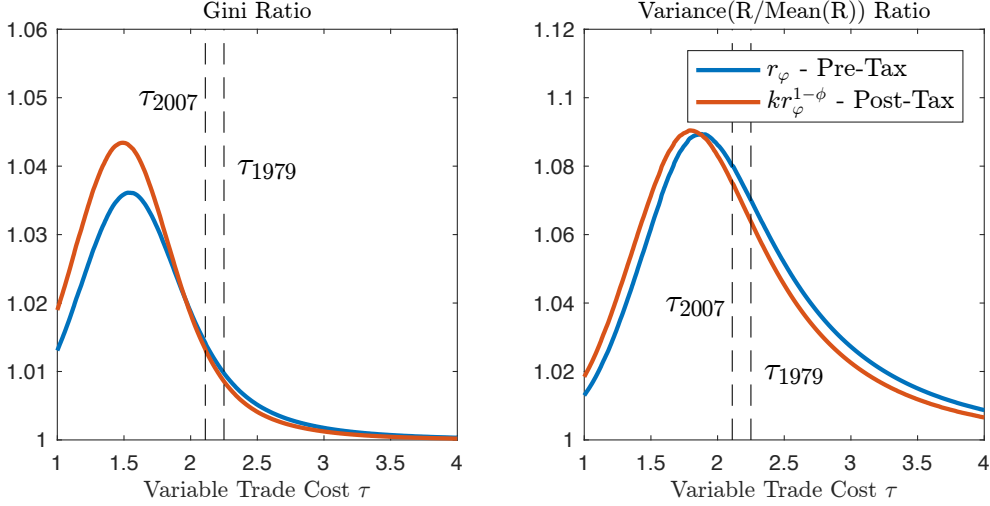 Gini Ratio
1.06
1.05
1.04
1.03
1.02
1.01
1
τ2007
τ1979
1 1.5 2 2.5 3 3.5 4
Variable Trade Cost τ
Variance(R/Mean(R)) Ratio
1.12
1.1
1.08
1.06
1.04
1.02
1
rφ - Pre-Tax
krφ^1−ϕ - Post-Tax
τ2007
τ1979
1 1.5 2 2.5 3 3.5 4
Variable Trade Cost τ